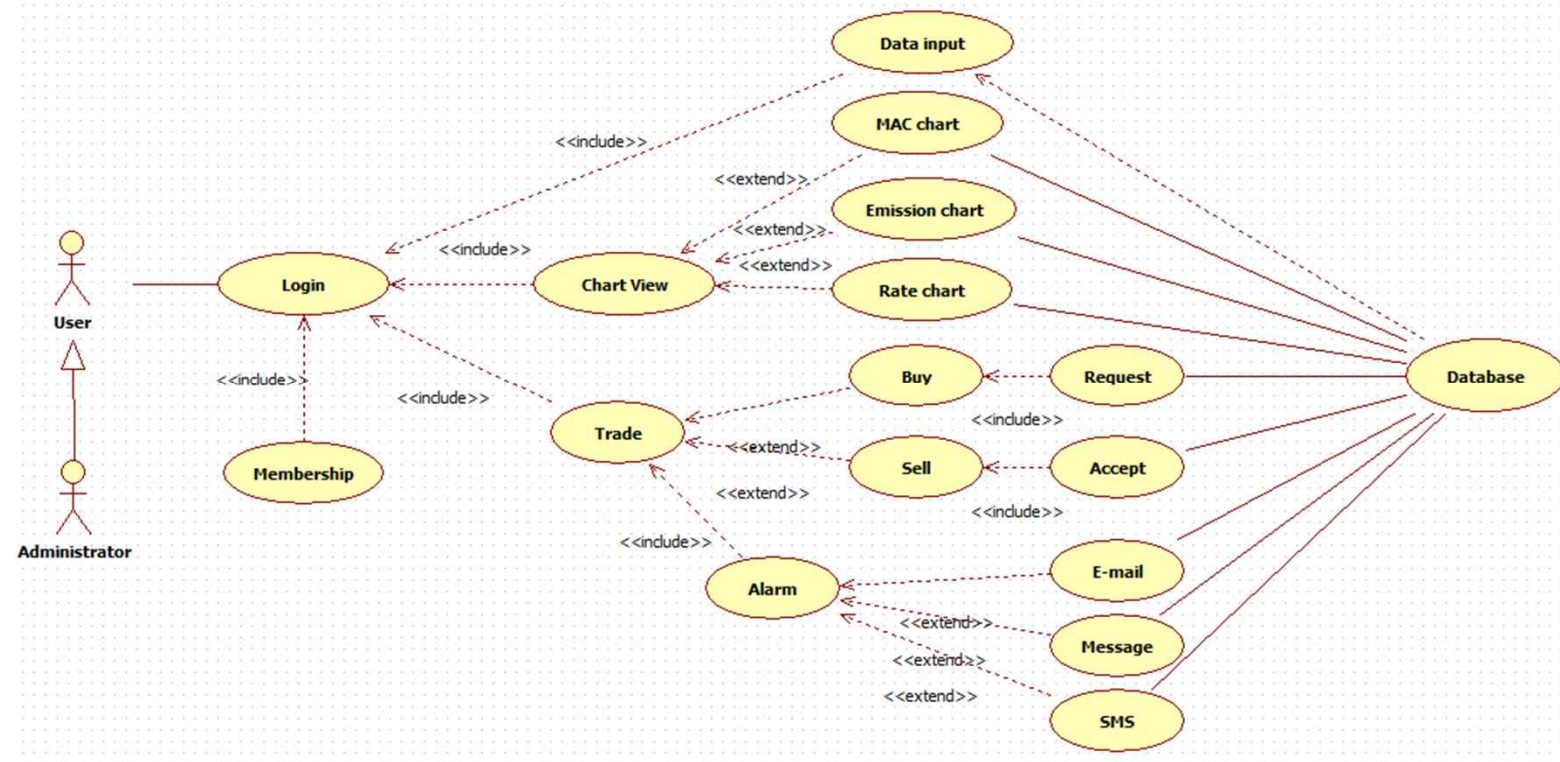 Data input
MAC chart
<<include>>
<<extend>>
Emission chart
<<extend>>
<<include>>
<<extend>>
Login
Chart View
Rate chart
User
<<include>>
<<include>>
Buy
Request
Database
<<include>>
Trade
<<extend>>
Sell
Accept
Membership
<<extend>>
<<include>>
Administrator
<<include>>
E-mail
Alarm
<<extend>>
Message
<<extend>>
<<extend>>
SMS